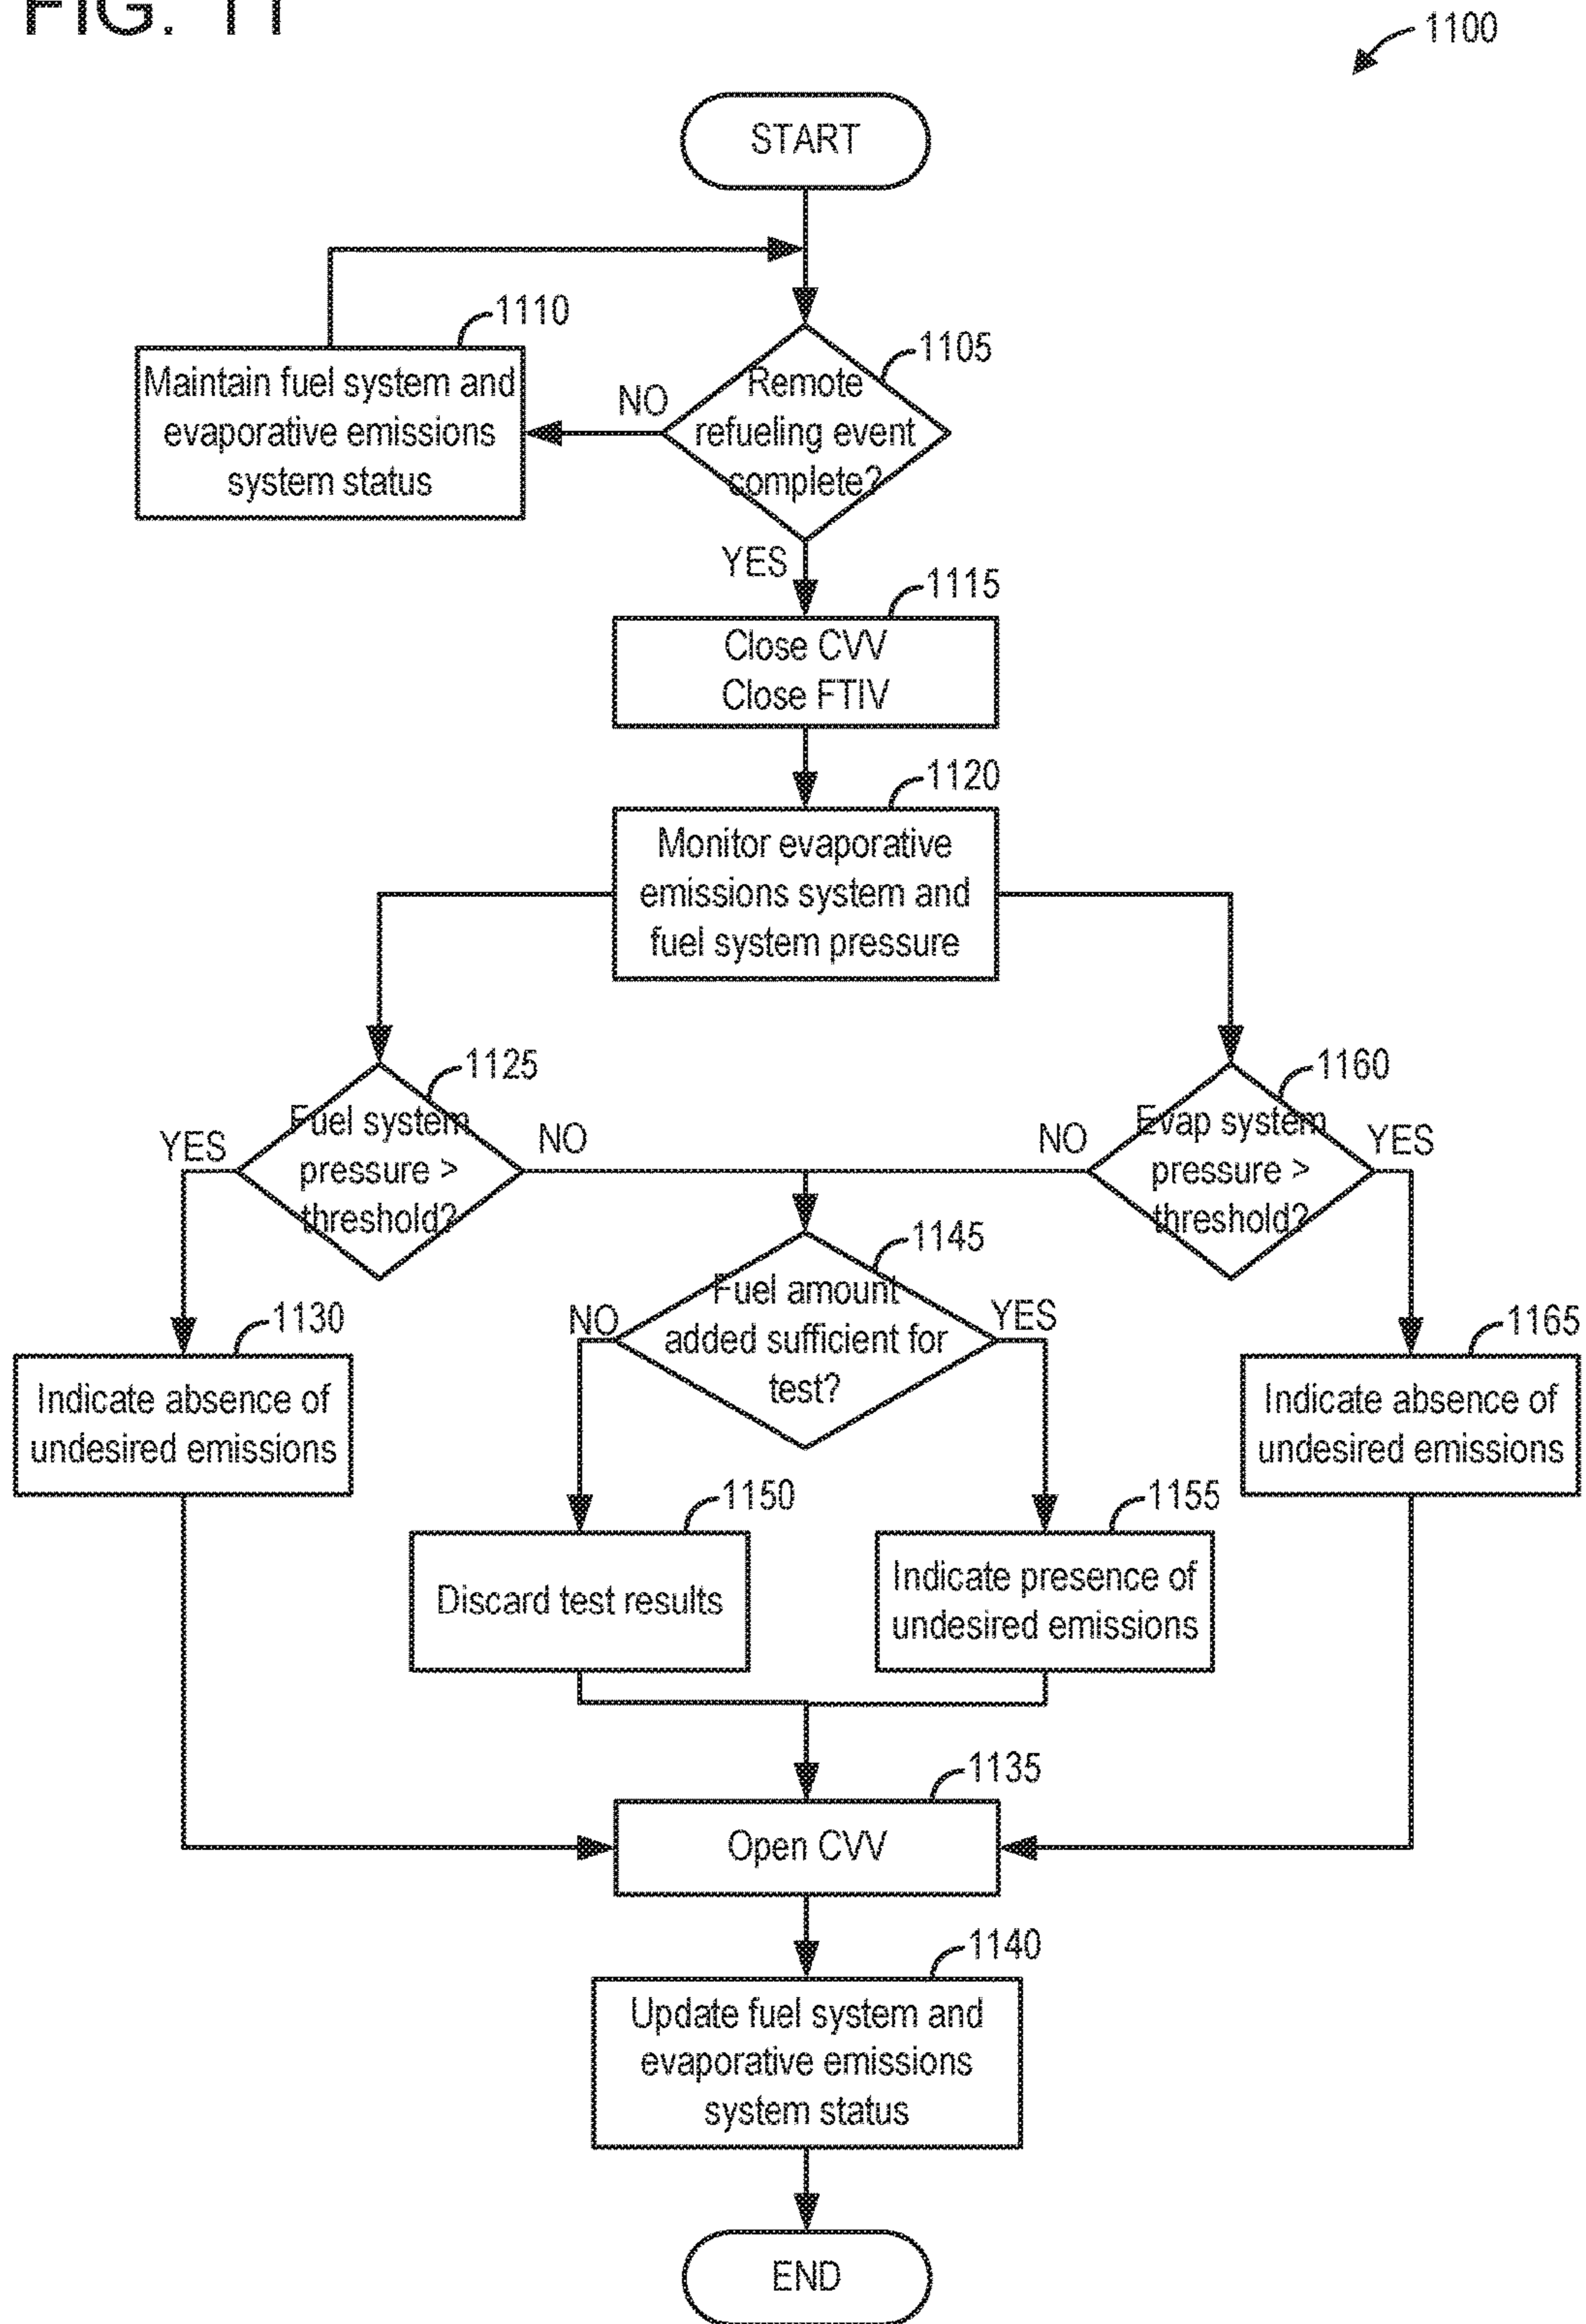 FIG. 11
1100
START
1110
1105
Maintain fuel system and
evaporative emissions
system status
NO
Remote
refueling event
complete?
YES
1115
Close CVV
Close FTIV
1120
Monitor evaporative
emissions system and
fuel system pressure
1125
1160
YES
Fuel system
pressure >
threshold?
NO
NO
Evap system
pressure >
threshold?
YES
1145
NO
Fuel amount
added sufficient for
test?
YES
1130
1165
Indicate absence of
undesired emissions
Indicate absence of
undesired emissions
1150
1155
Discard test results
Indicate presence of
undesired emissions
1135
Open CVV
1140
Update fuel system and
evaporative emissions
system status
END